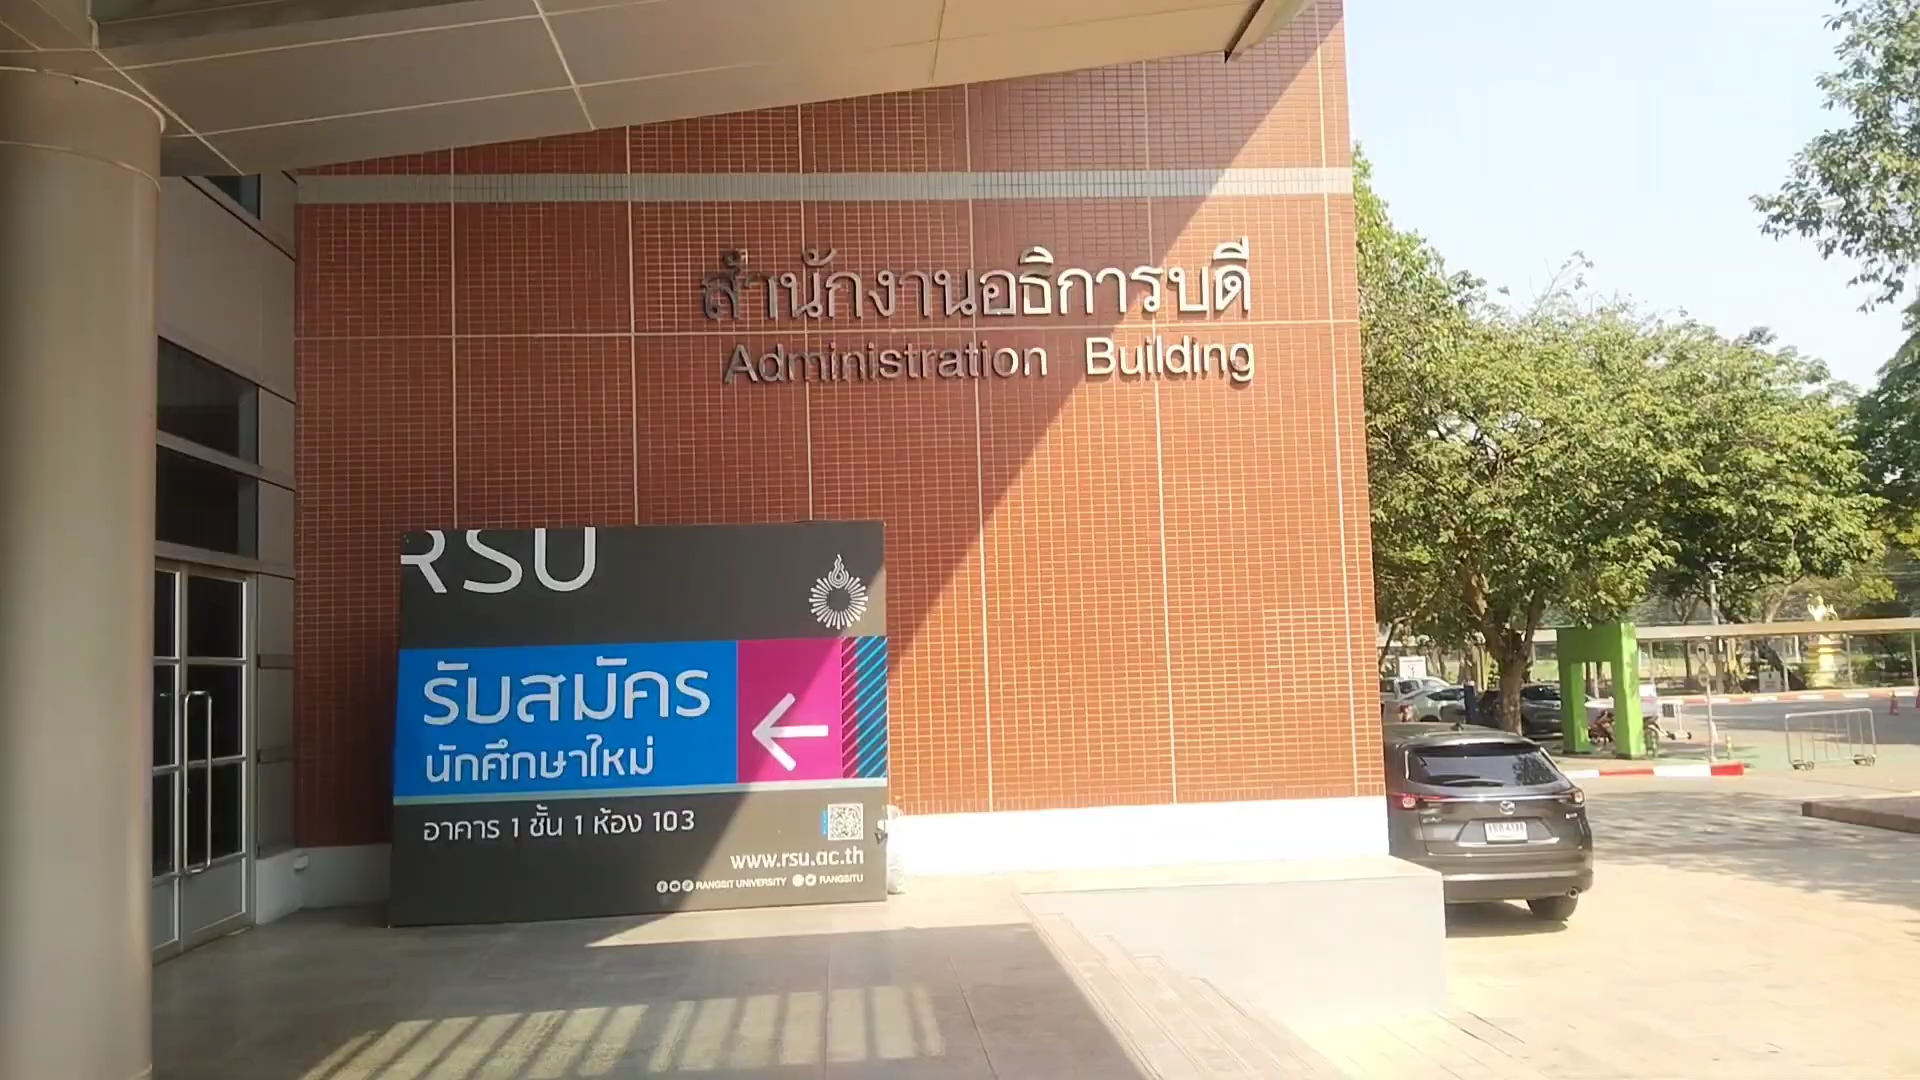 สำนักงานอธิการบดี
Administration Building
RSU
รับสมัคร
นักศึกษาใหม่
อาคาร 1 ชั้น 1 ห้อง 103
www.rsu.ac.th
RANGSIT UNIVERSITY RANGSITU